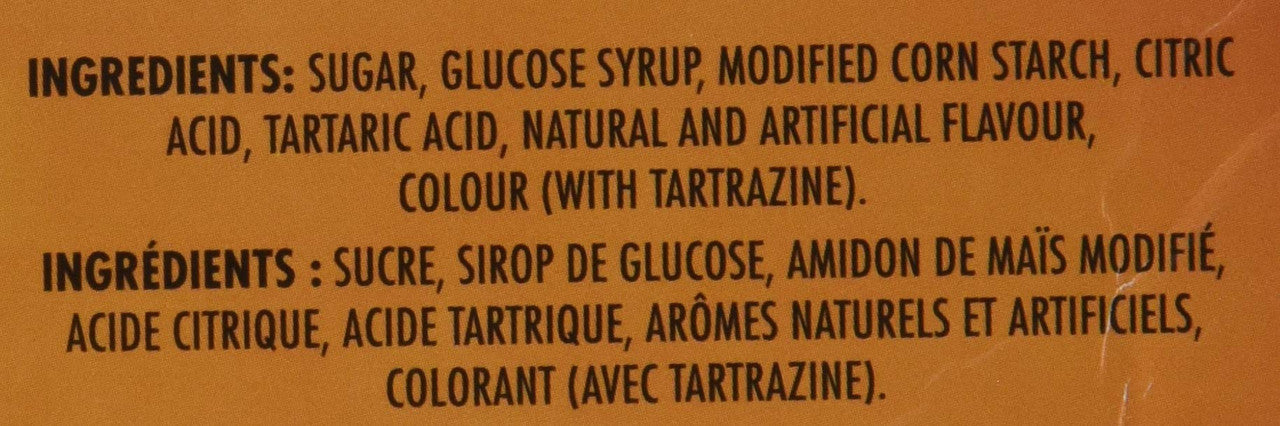 INGREDIENTS: SUGAR, GLUCOSE SYRUP, MODIFIED CORN STARCH, CITRIC
ACID, TARTARIC ACID, NATURAL AND ARTIFICIAL FLAVOUR,
COLOUR (WITH TARTRAZINE).
INGRÉDIENTS : SUCRE, SIROP DE GLUCOSE, AMIDON DE MAÏS MODIFIÉ,
ACIDE CITRIQUE, ACIDE TARTRIQUE, ARÔMES NATURELS ET ARTIFICIELS,
COLORANT (AVEC TARTRAZINE).